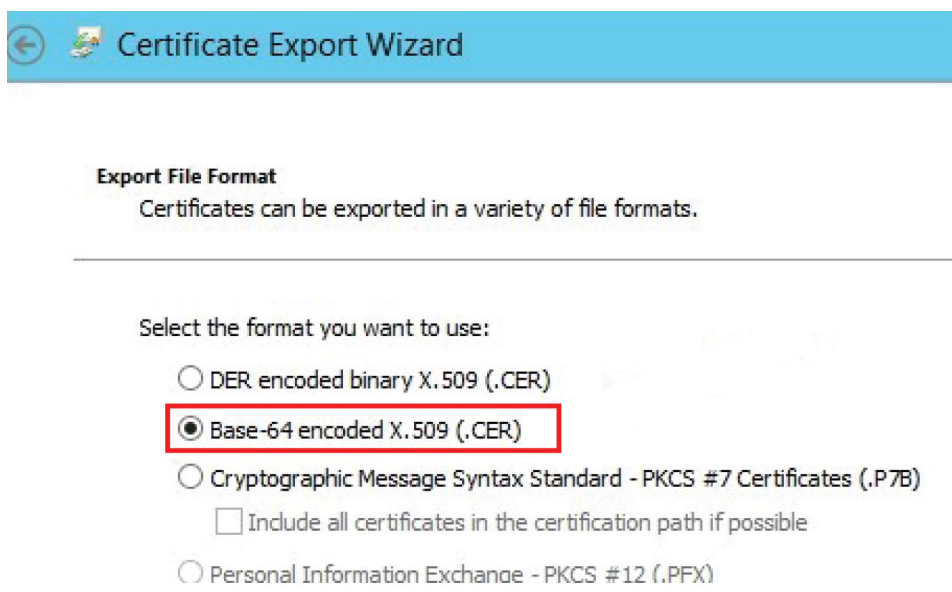 Certificate Export Wizard
Export File Format
Certificates can be exported in a variety of file formats.
Select the format you want to use:
DER encoded binary X.509 (.CER)
Base-64 encoded X.509 (.CER)
Cryptographic Message Syntax Standard - PKCS #7 Certificates (.P7B)
Include all certificates in the certification path if possible
Personal Information Exchange - PKCS #12 (.PFX)